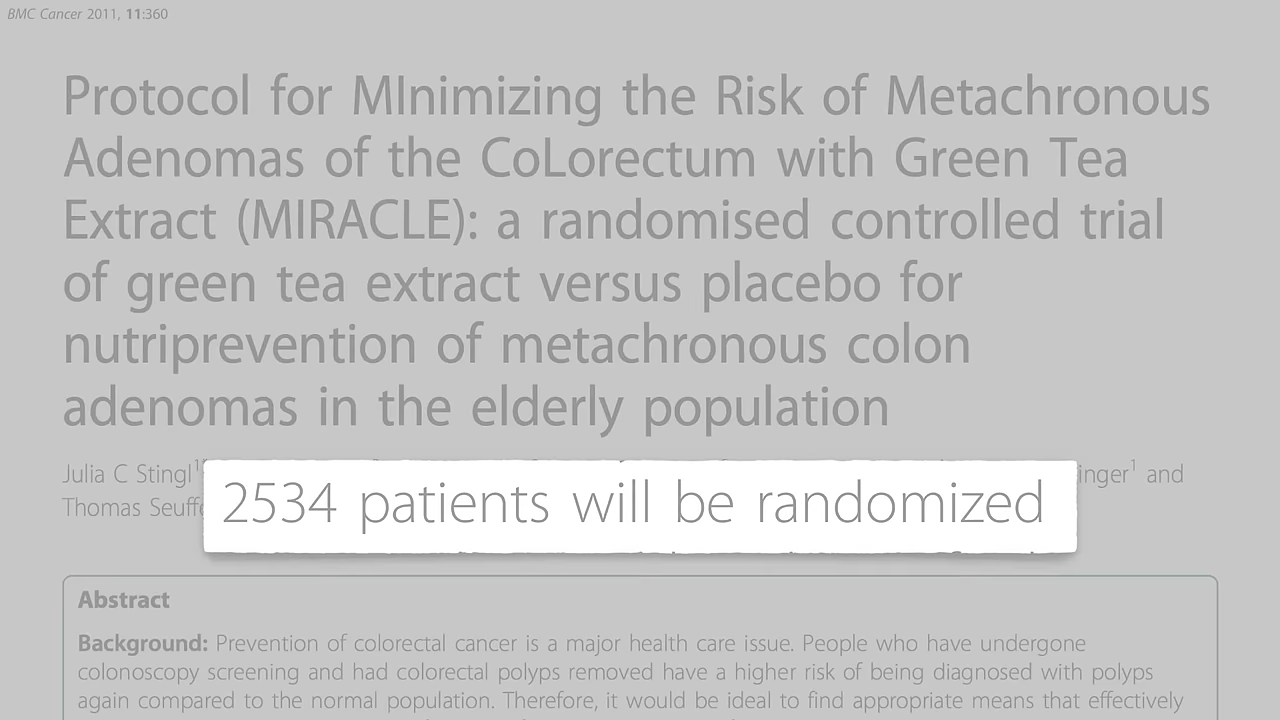 BMC Cancer 2011, 11:360
Protocol for MInimizing the Risk of Metachronous
Adenomas of the CoLorectum with Green Tea
Extract (MIRACLE): a randomised controlled trial
of green tea extract versus placebo for
nutriprevention of metachronous colon
adenomas in the elderly population
Julia C Stingl and
Thomas
2534 patients will be randomized
Abstract
Background: Prevention of colorectal cancer is a major health care issue. People who have undergone
colonoscopy screening and had colorectal polyps removed have a higher risk of being diagnosed with polyps
again compared to the normal population. Therefore, it would be ideal to find appropriate means that effectively